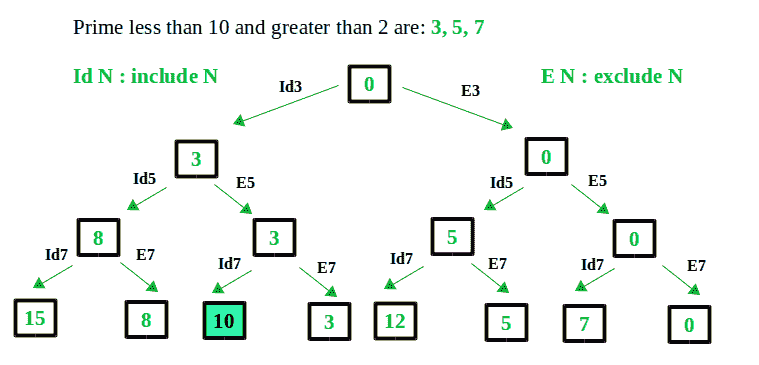 Prime less than 10 and greater than 2 are: 3, 5, 7
Id N : include N
E N : exclude N
0
Id3
E3
3
0
Id5
E5
Id5
E5
8
3
5
0
Id7
E7
Id7
E7
Id7
E7
Id7
E7
15
8
10
3
12
5
7
0